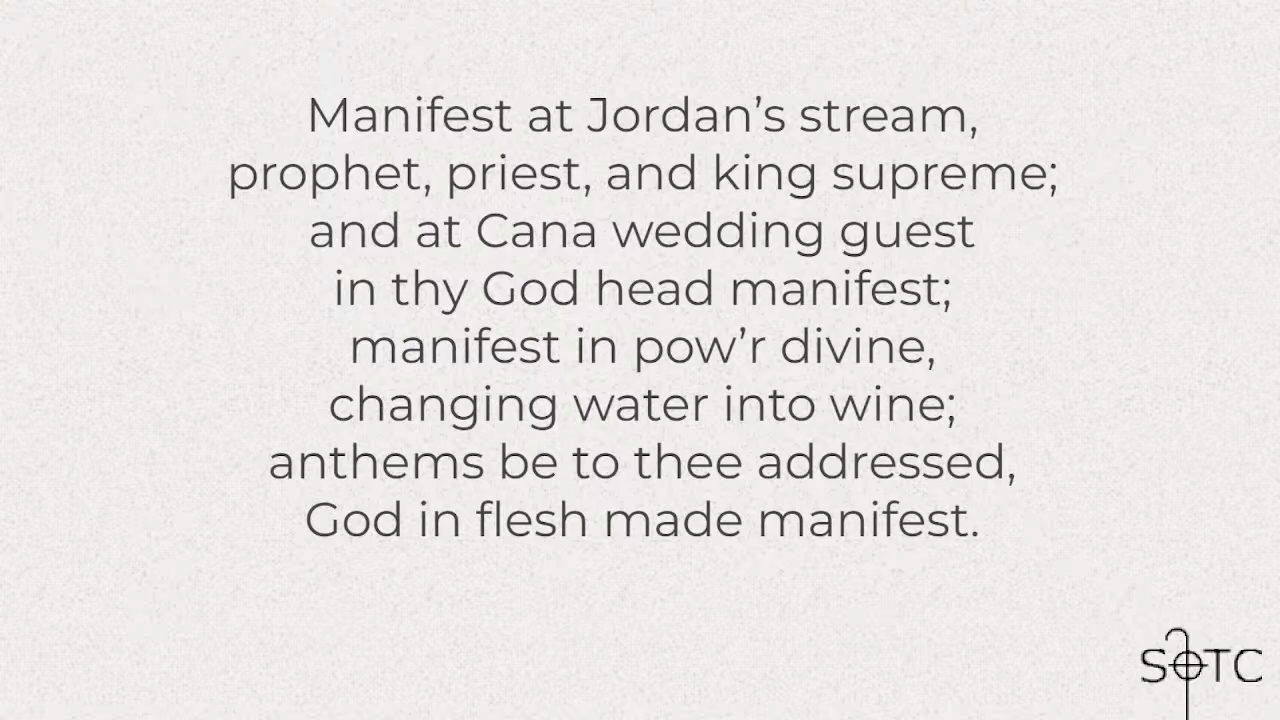 Manifest at Jordan’s stream,
prophet, priest, and king supreme;
and at Cana wedding guest
in thy God head manifest;
manifest in pow’r divine,
changing water into wine;
anthems be to thee addressed,
God in flesh made manifest.
SOTC